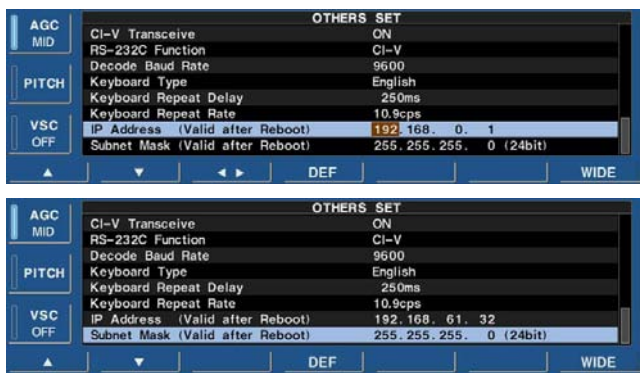 OTHERS SET
AGC
MID
PITCH
VSC
OFF
CI-V Transceive ON
RS-232C Function CI-V
Decode Baud Rate 9600
Keyboard Type English
Keyboard Repeat Delay 250ms
Keyboard Repeat Rate 10.9cps
IP Address (Valid after Reboot) 192.168. 0. 1
Subnet Mask (Valid after Reboot) 255.255.255. 0 (24bit)
▲ ▼ ◄ ► DEF WIDE
OTHERS SET
AGC
MID
PITCH
VSC
OFF
CI-V Transceive ON
RS-232C Function CI-V
Decode Baud Rate 9600
Keyboard Type English
Keyboard Repeat Delay 250ms
Keyboard Repeat Rate 10.9cps
IP Address (Valid after Reboot) 192.168. 61. 32
Subnet Mask (Valid after Reboot) 255.255.255. 0 (24bit)
▲ ▼ DEF WIDE